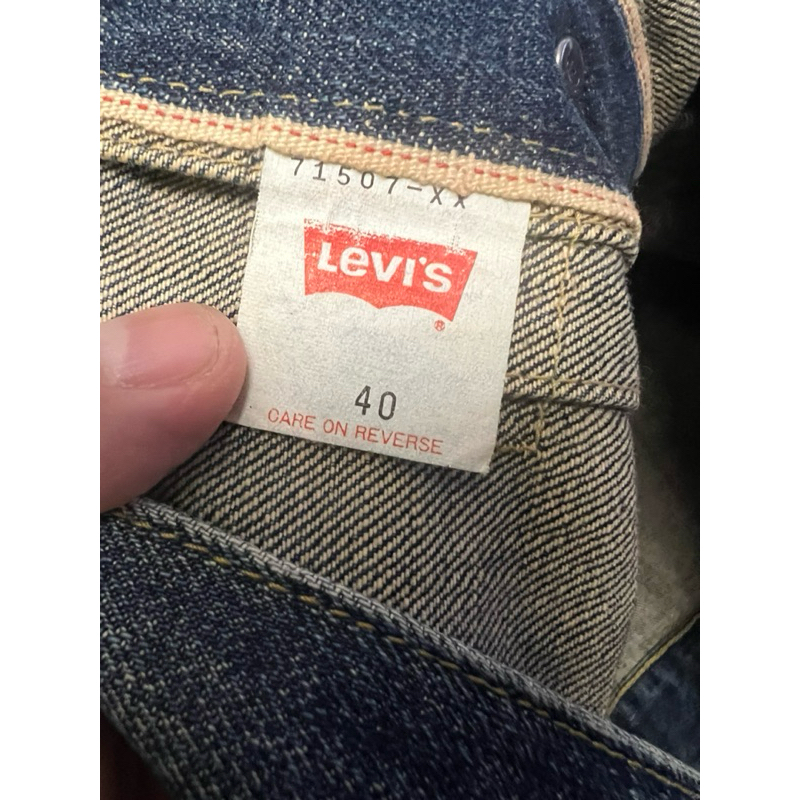 71507-XX
Levi's
®
40
CARE ON REVERSE